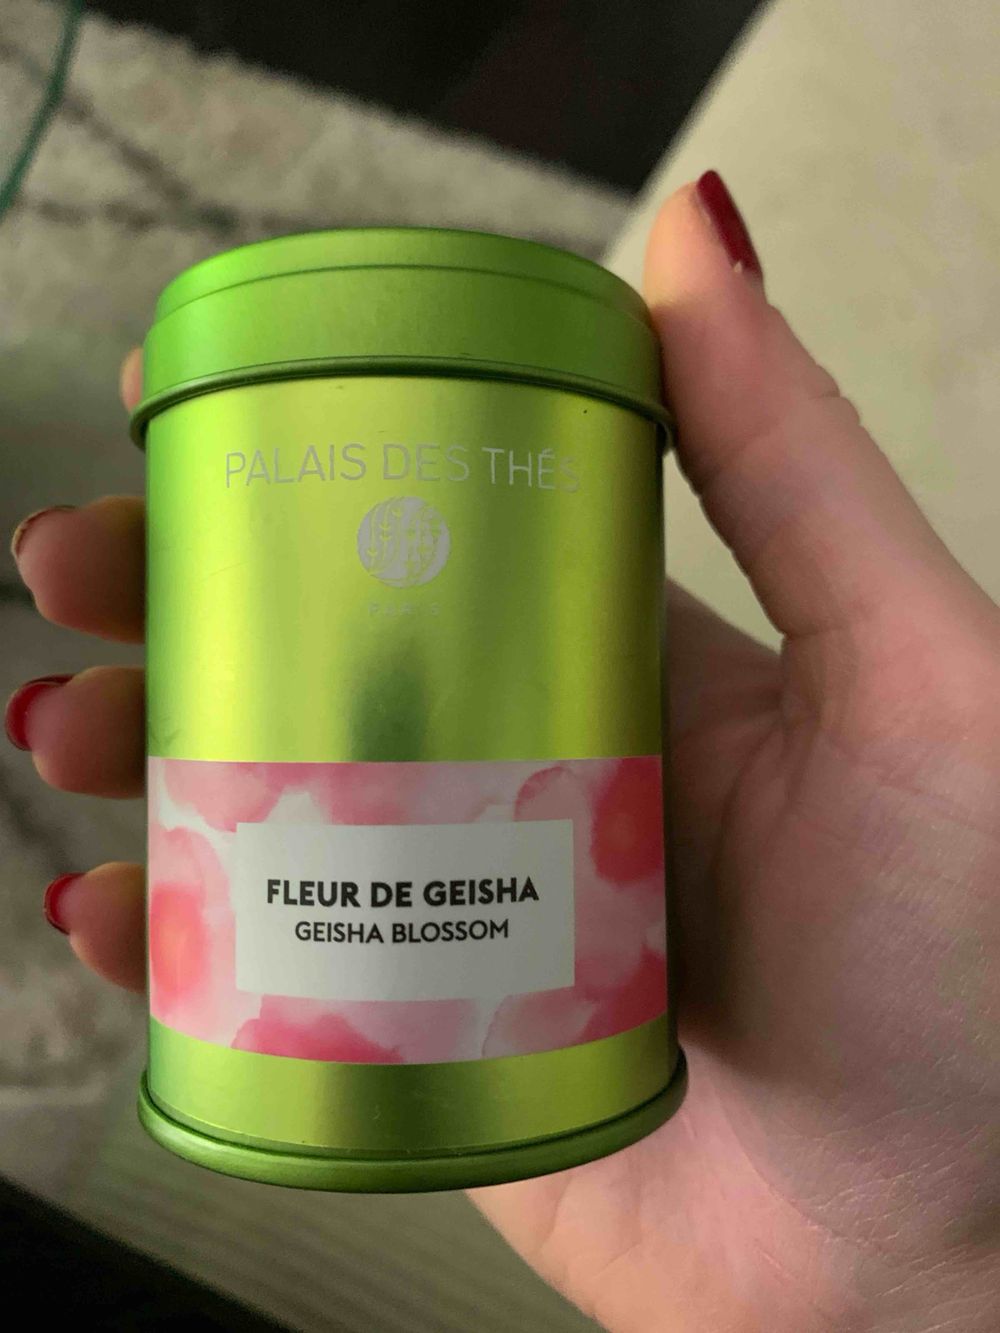 PALAIS DES THÉS
PARIS
FLEUR DE GEISHA
GEISHA BLOSSOM